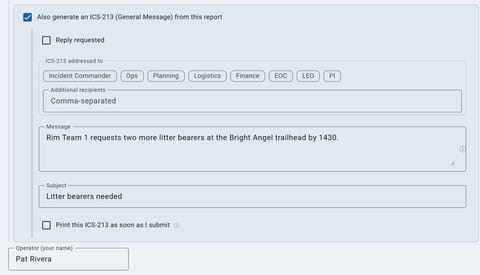 Also generate an ICS-213 (General Message) from this report
Reply requested
ICS-213 addressed to
Incident Commander Ops Planning Logistics Finance EOC LEO PI
Additional recipients
Comma-separated
Message
Rim Team 1 requests two more litter bearers at the Bright Angel trailhead by 1430.
Subject
Litter bearers needed
Print this ICS-213 as soon as I submit
Operator (your name)
Pat Rivera